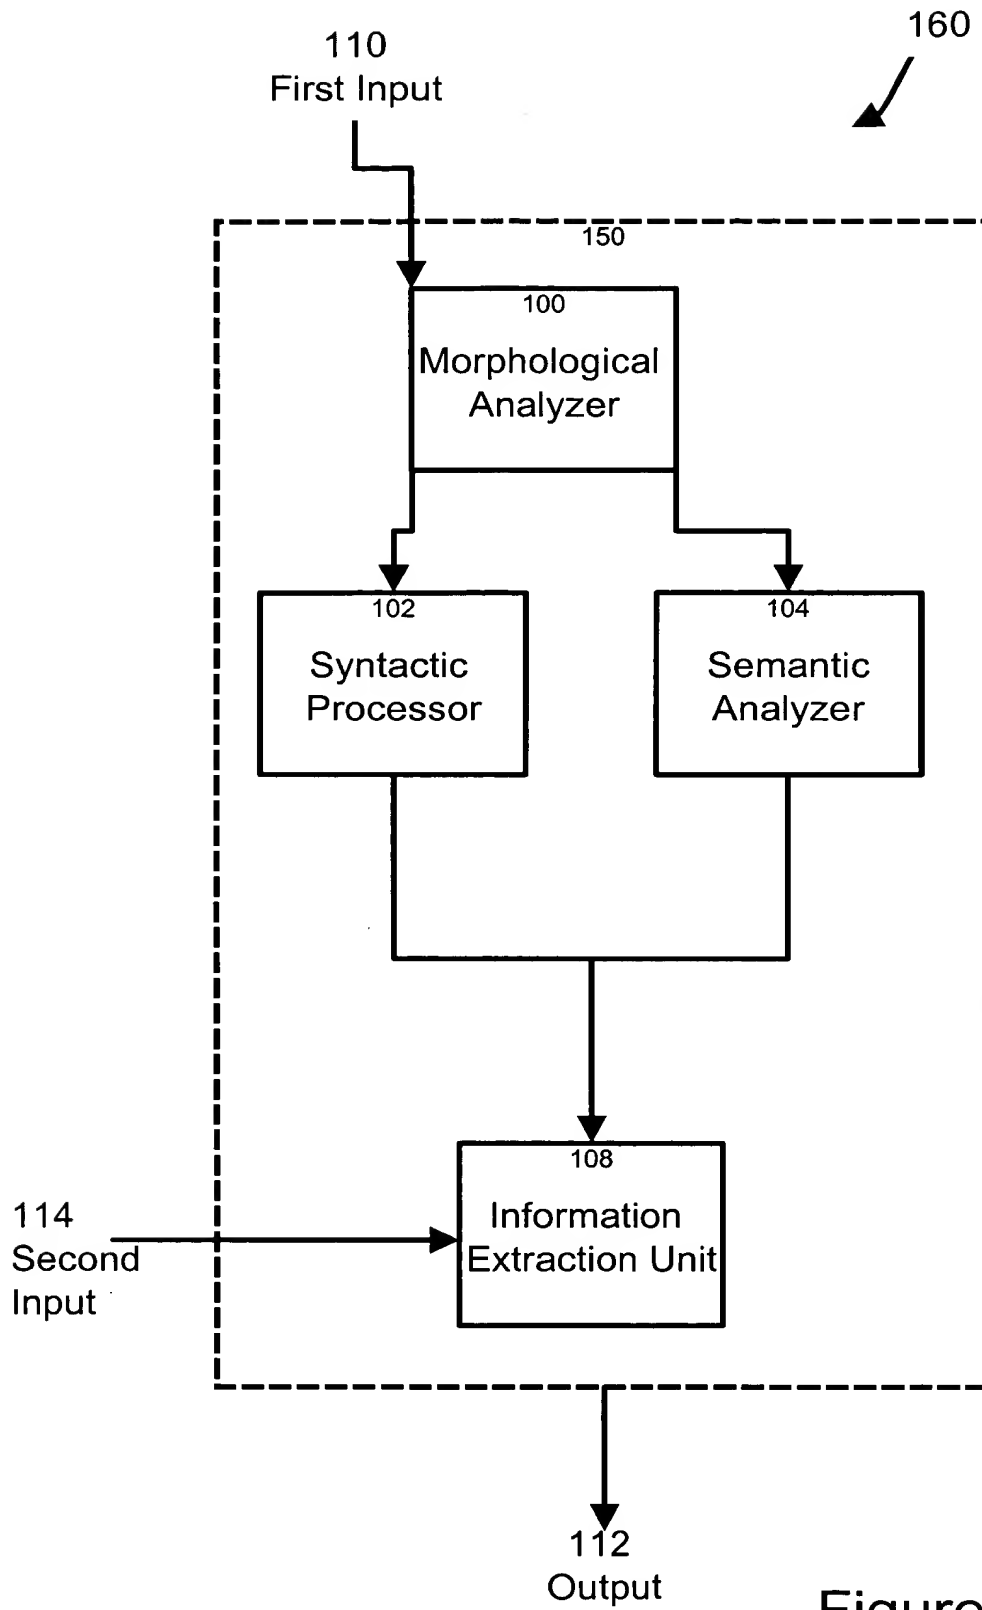 160
110
First Input
150
100
Morphological
Analyzer
102
Syntactic
Processor
104
Semantic
Analyzer
108
Information
Extraction Unit
114
Second
Input
112
Output
Figure